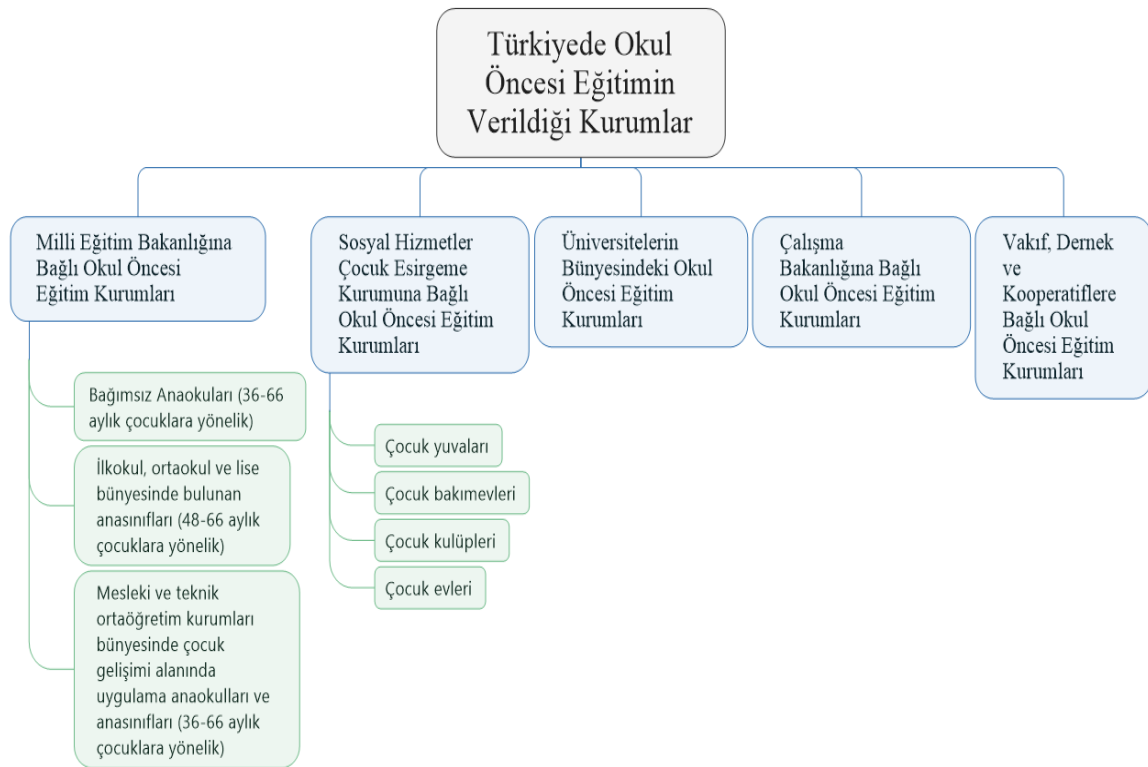 Türkiyede Okul
Öncesi Eğitimin
Verildiği Kurumlar
Milli Eğitim Bakanlığına
Bağlı Okul Öncesi
Eğitim Kurumları
Bağımsız Anaokuları (36-66
aylık çocuklara yönelik)
İlkokul, ortaokul ve lise
bünyesinde bulunan
anasınıfları (48-66 aylık
çocuklara yönelik)
Mesleki ve teknik
ortaöğretim kurumları
bünyesinde çocuk
gelişimi alanında
uygulama anaokulları ve
anasınıfları (36-66 aylık
çocuklara yönelik)
Sosyal Hizmetler
Çocuk Esirgeme
Kurumuna Bağlı
Okul Öncesi Eğitim
Kurumları
Çocuk yuvaları
Çocuk bakımevleri
Çocuk kulüpleri
Çocuk evleri
Üniversitelerin
Bünyesindeki Okul
Öncesi Eğitim
Kurumları
Çalışma
Bakanlığına Bağlı
Okul Öncesi Eğitim
Kurumları
Vakıf, Dernek
ve
Kooperatiflere
Bağlı Okul
Öncesi Eğitim
Kurumları